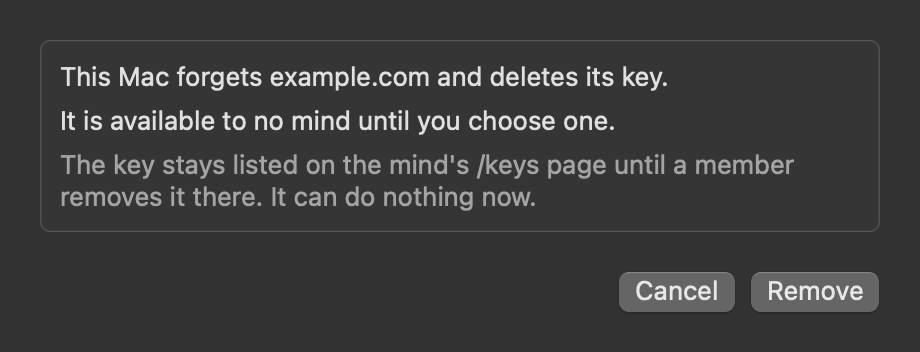 This Mac forgets example.com and deletes its key.
It is available to no mind until you choose one.
The key stays listed on the mind's /keys page until a member
removes it there. It can do nothing now.
Cancel
Remove